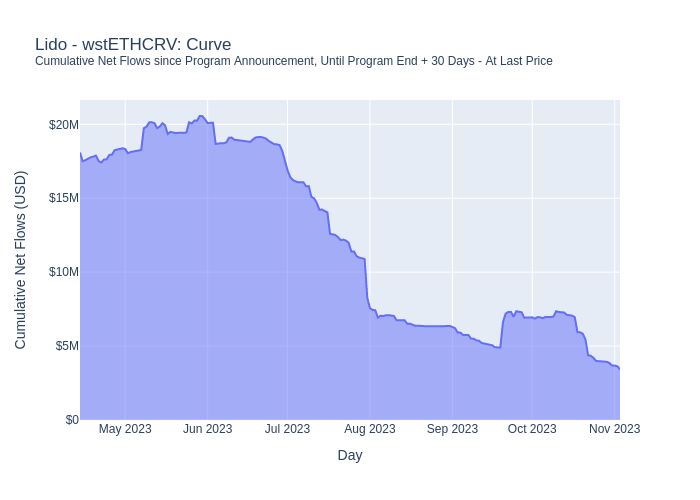 Lido - wstETHCRV: Curve
Cumulative Net Flows since Program Announcement, Until Program End + 30 Days - At Last Price
Cumulative Net Flows (USD)
$20M
$15M
$10M
$5M
$0
May 2023 Jun 2023 Jul 2023 Aug 2023 Sep 2023 Oct 2023 Nov 2023
Day